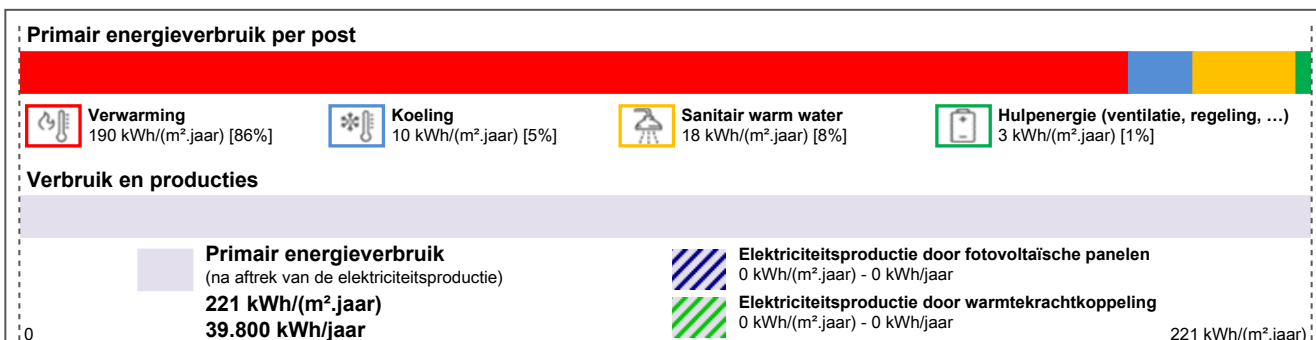 Primair energieverbruik per post
Verwarming
190 kWh/(m².jaar) [86%]
Koeling
10 kWh/(m².jaar) [5%]
Sanitair warm water
18 kWh/(m².jaar) [8%]
Hulpenergie (ventilatie, regeling, …)
3 kWh/(m².jaar) [1%]
Verbruik en producties
Primair energieverbruik
(na aftrek van de elektriciteitsproductie)
221 kWh/(m².jaar)
39.800 kWh/jaar
Elektriciteitsproductie door fotovoltaïsche panelen
0 kWh/(m².jaar) - 0 kWh/jaar
Elektriciteitsproductie door warmtekrachtkoppeling
0 kWh/(m².jaar) - 0 kWh/jaar
0
221 kWh/(m².jaar)